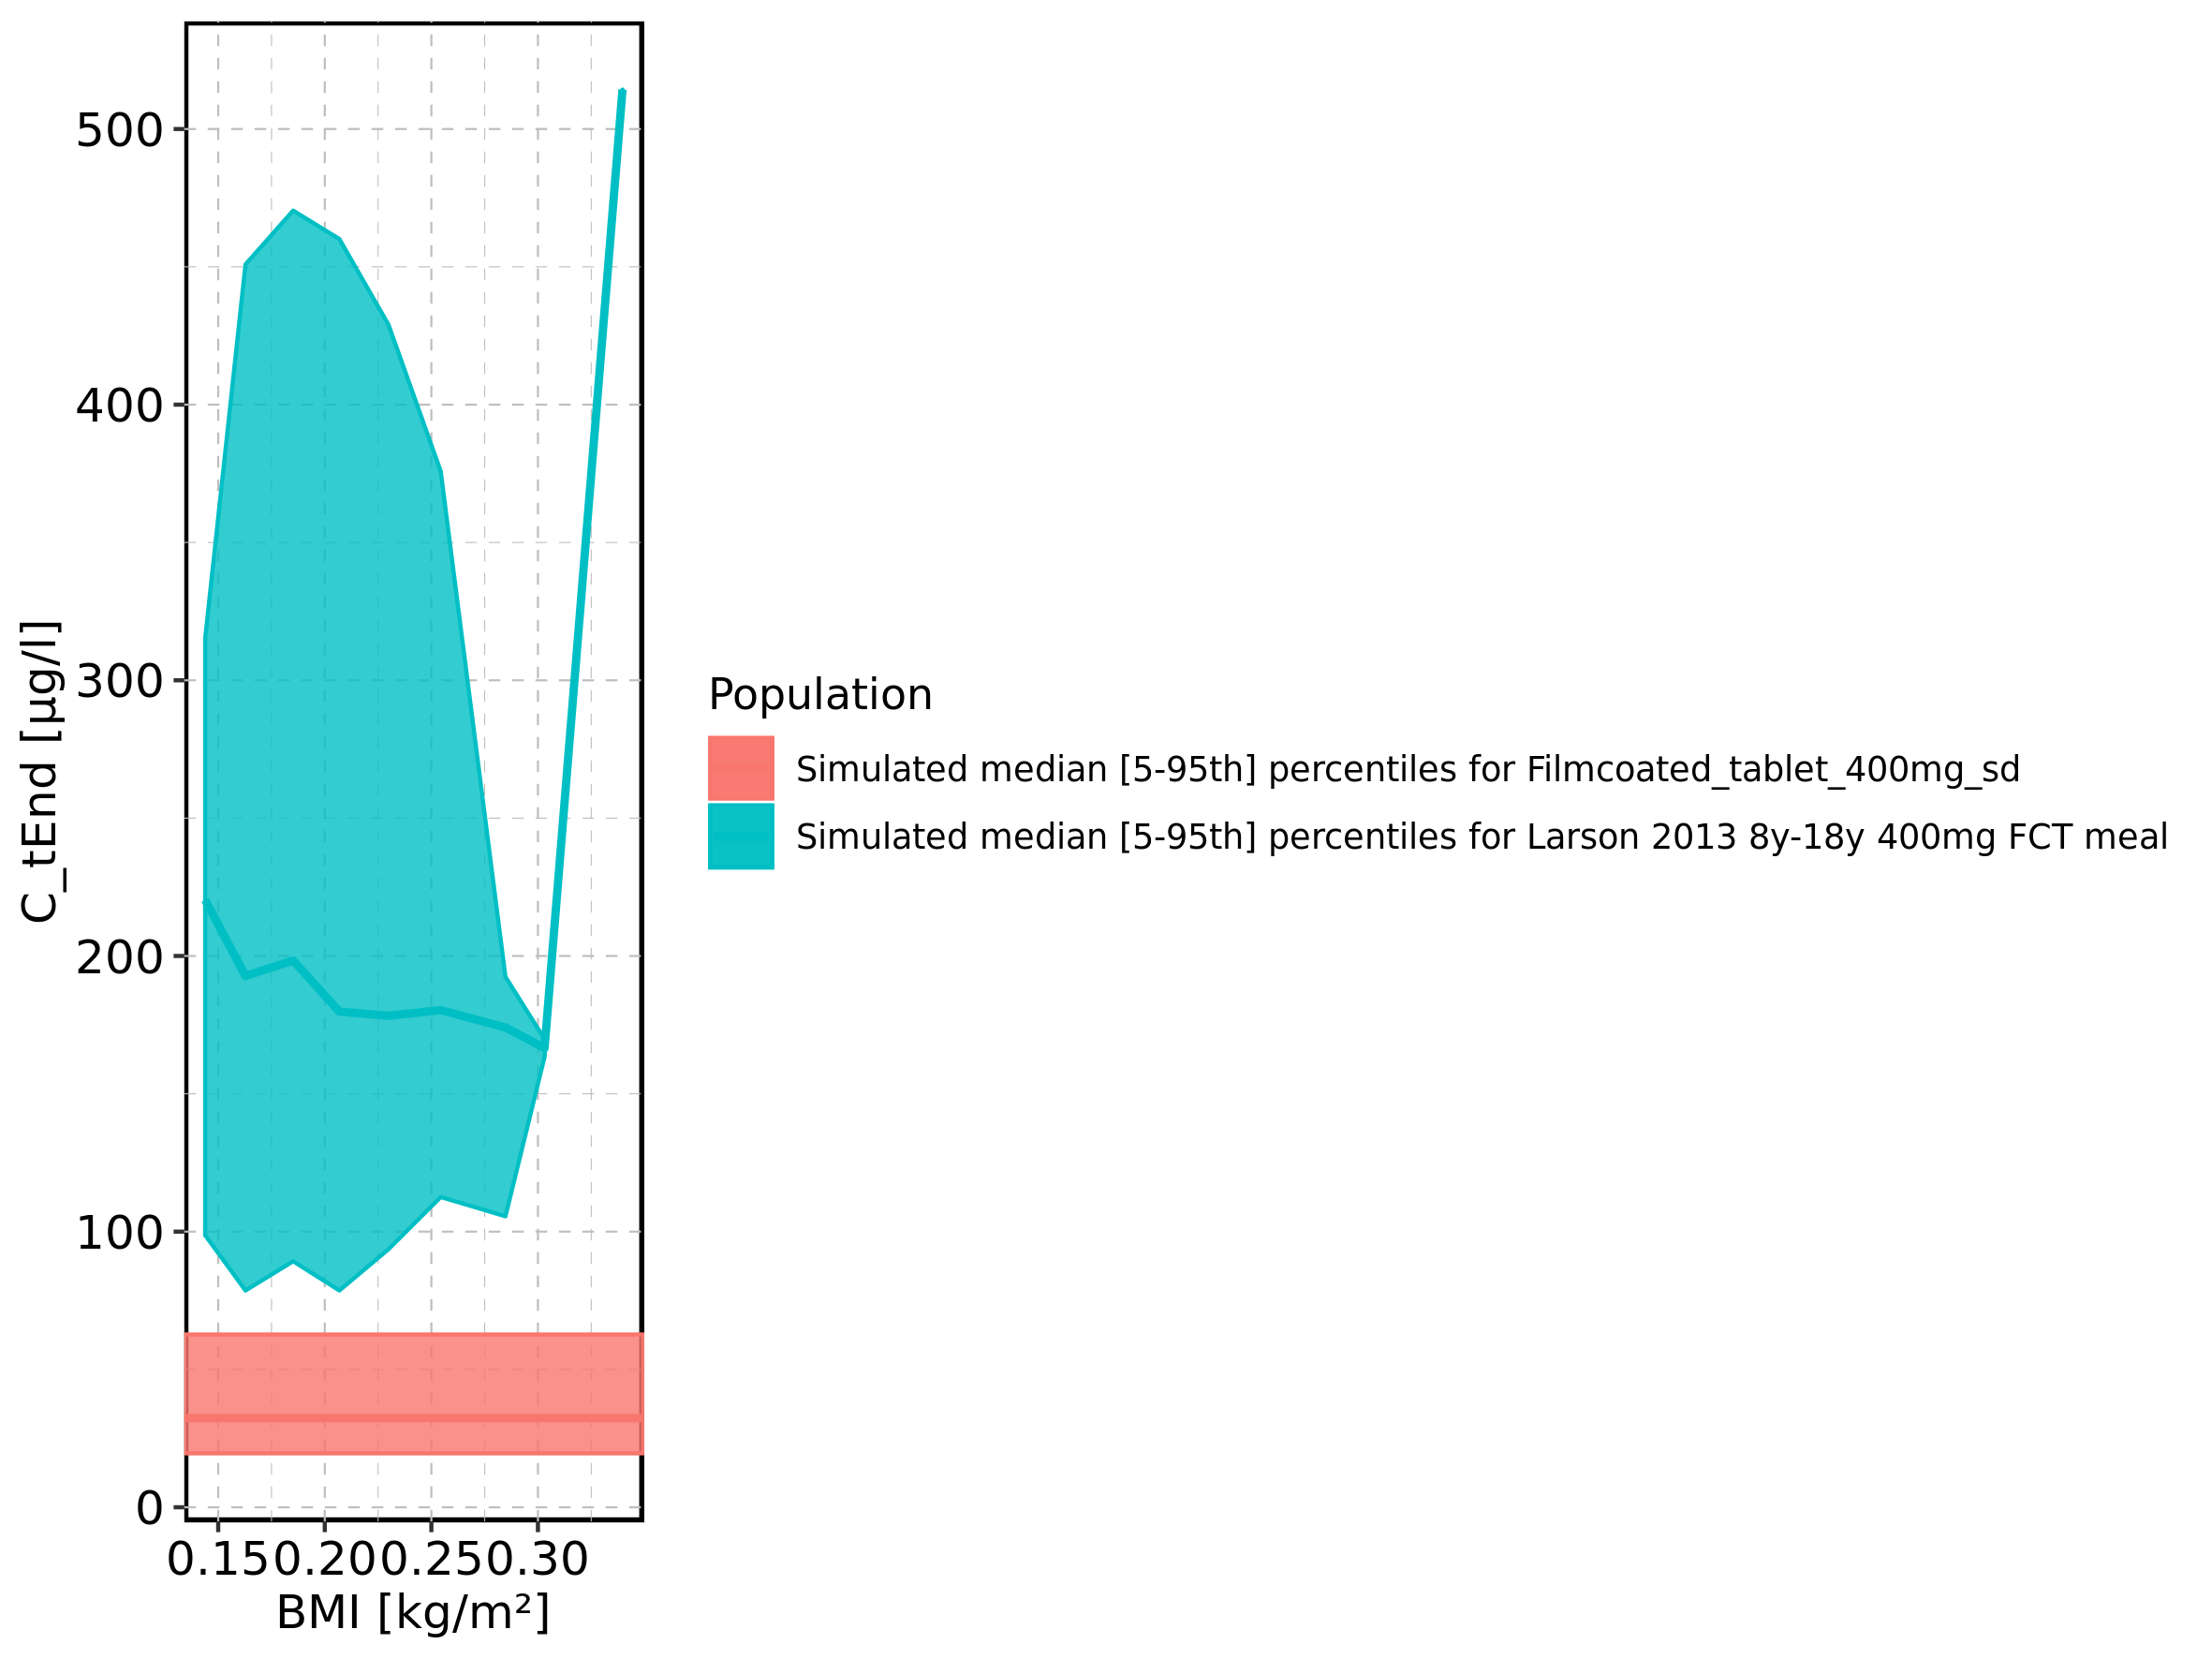 500
400
300
200
100
0
C_tEnd [µg/l]
0.15 0.20 0.25 0.30
BMI [kg/m²]
Population
Simulated median [5-95th] percentiles for Filmcoated_tablet_400mg_sd
Simulated median [5-95th] percentiles for Larson 2013 8y-18y 400mg FCT meal